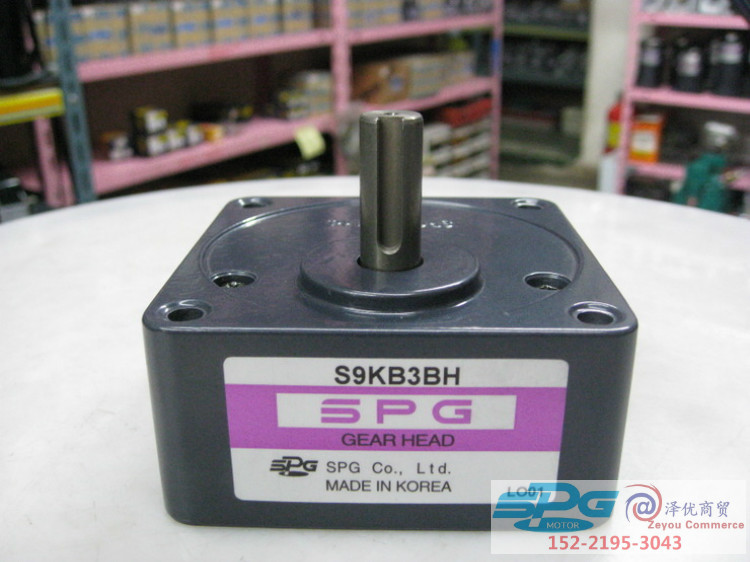 S9KB3BH
SPG
GEAR HEAD
SPG SPG Co., Ltd.
MADE IN KOREA
LO01
SPG
MOTOR
@泽优商贸
Zeyou Commerce
152-2195-3043